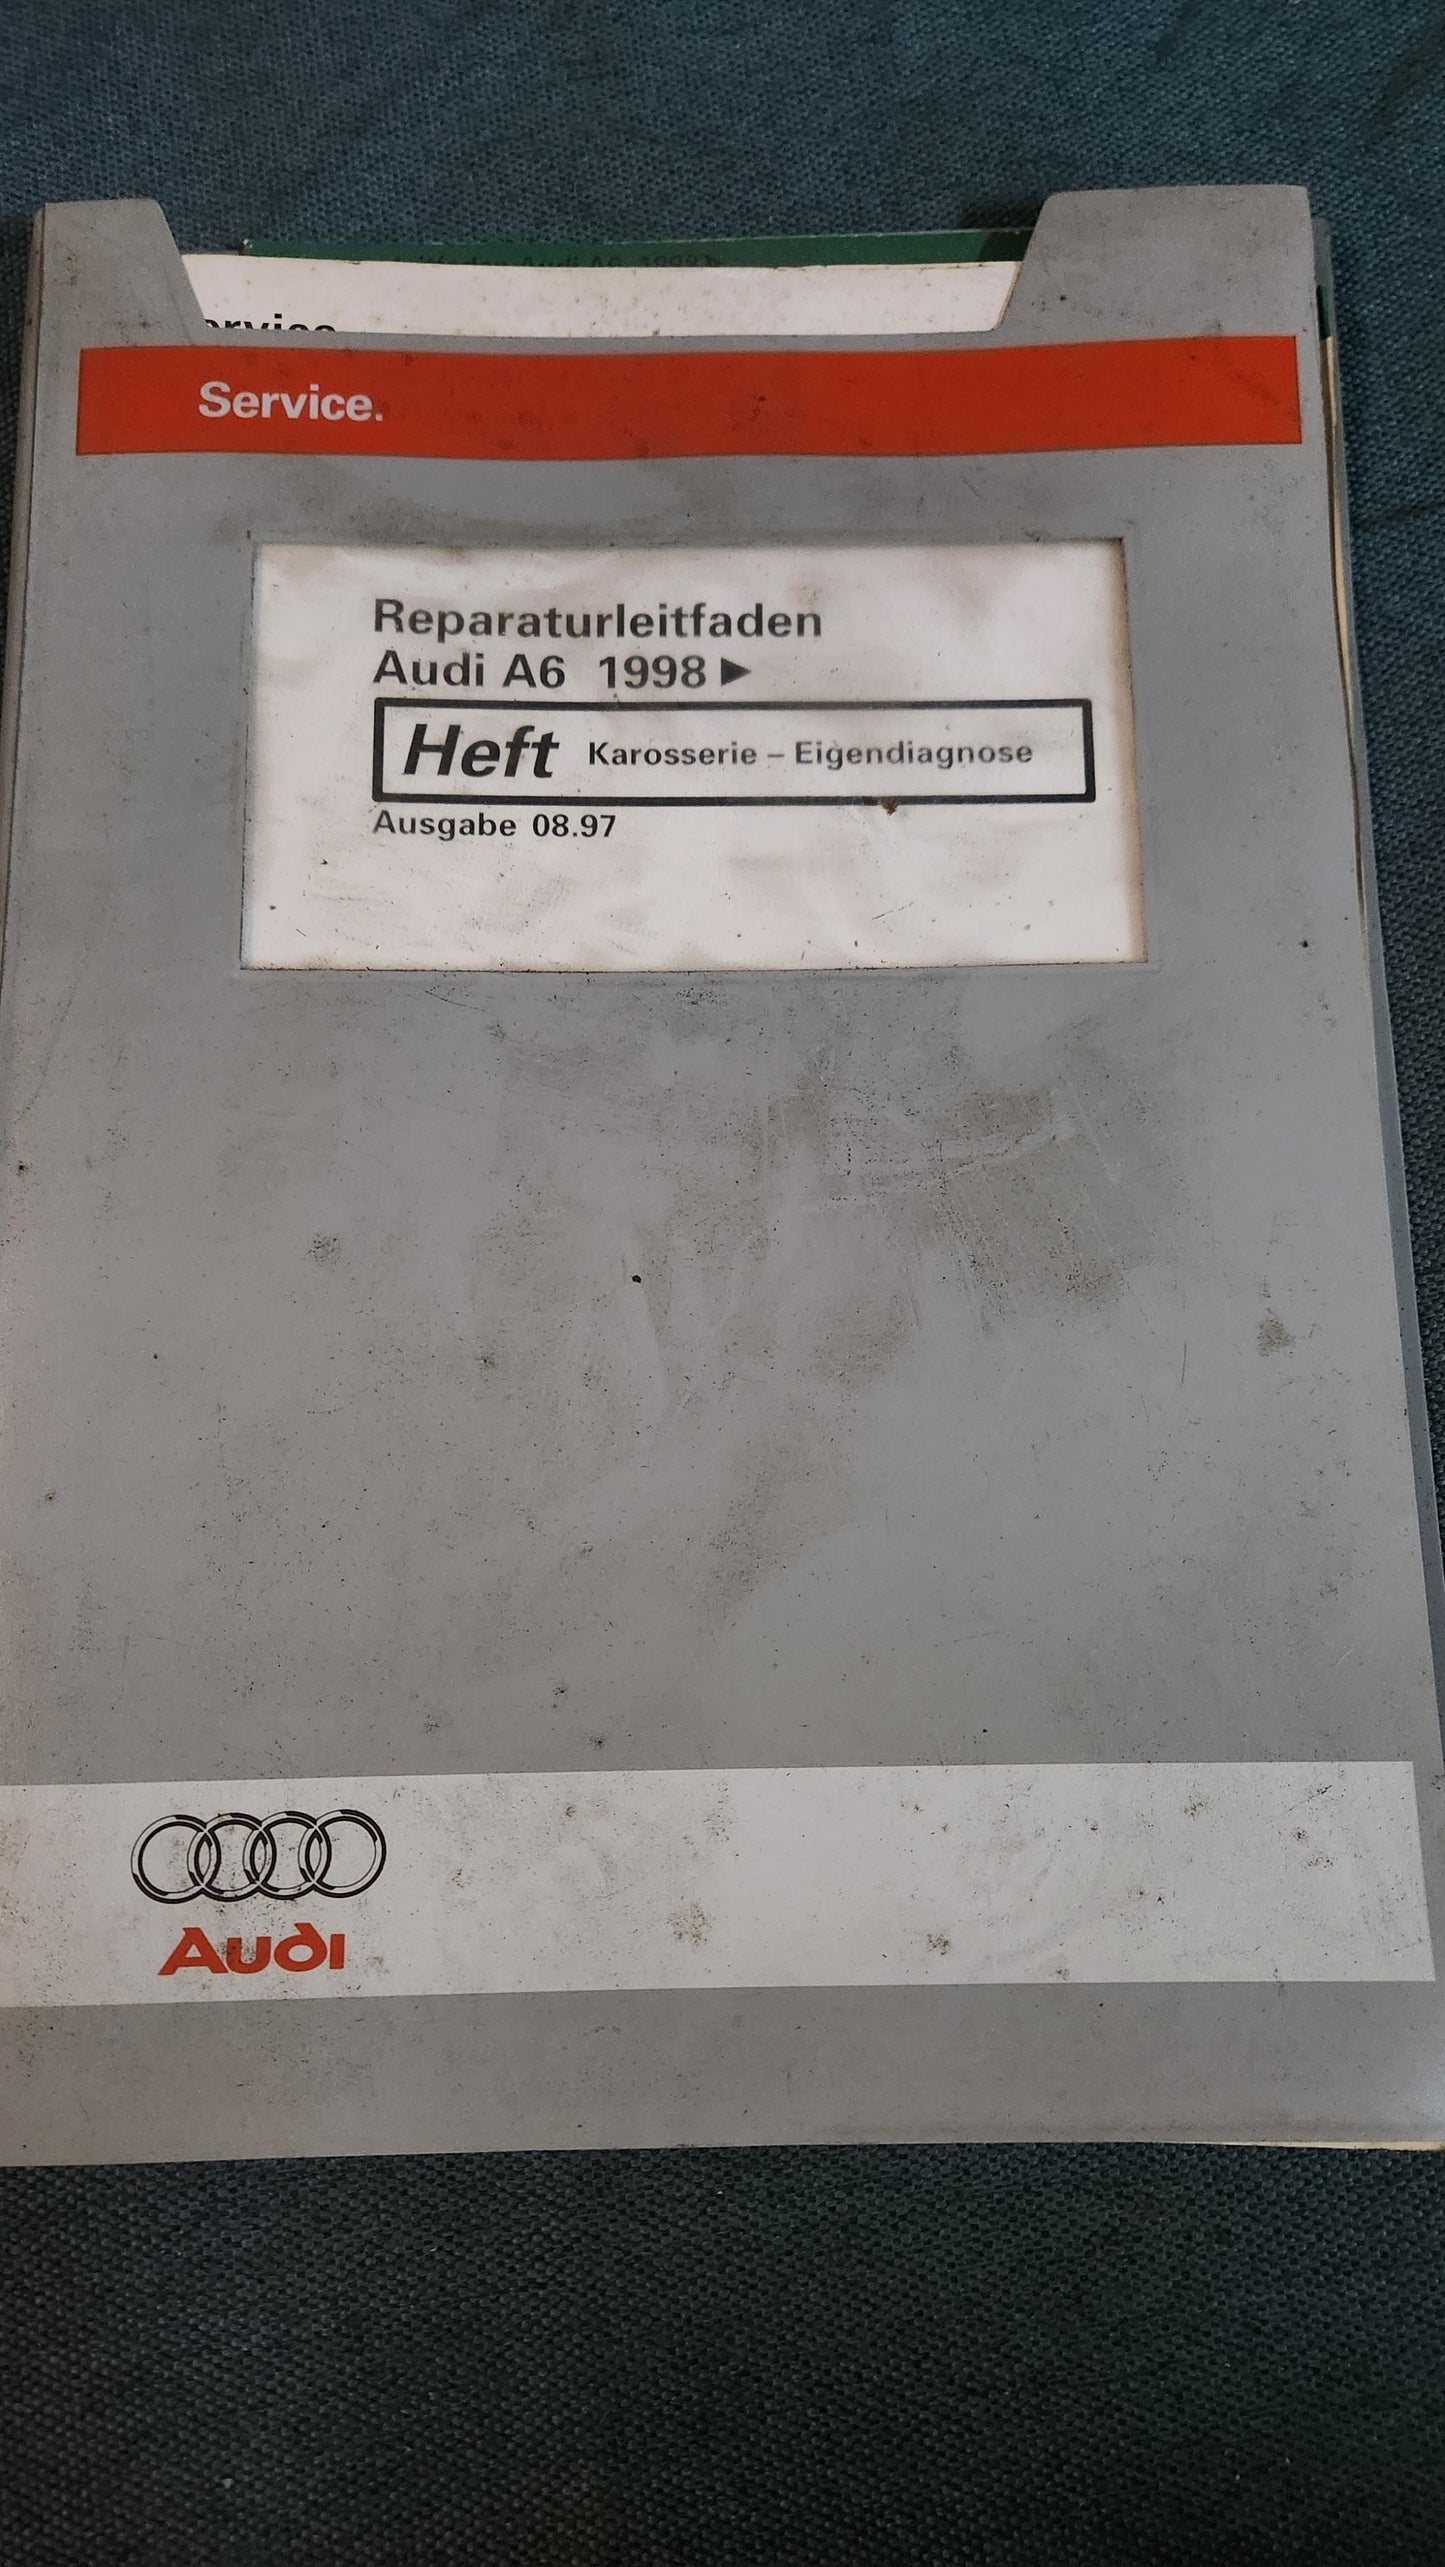 Service.
Reparaturleitfaden
Audi A6 1998 ►
Heft Karosserie – Eigendiagnose
Ausgabe 08.97
Audi